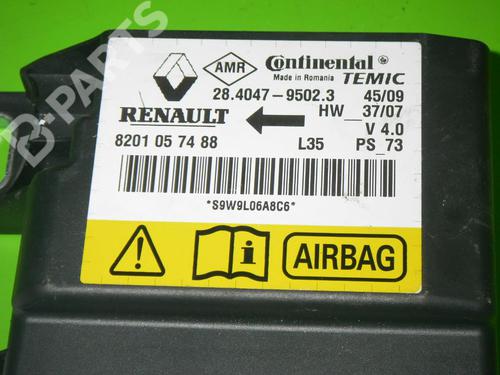 AMR Continental
Made in Romania TEMIC
28.4047-9502.3 45/09
RENAULT HW__37/07
V 4.0
8201 05 74 88 L35 PS_73
*S9W9L06A8C6*
AIRBAG
B-PARTS